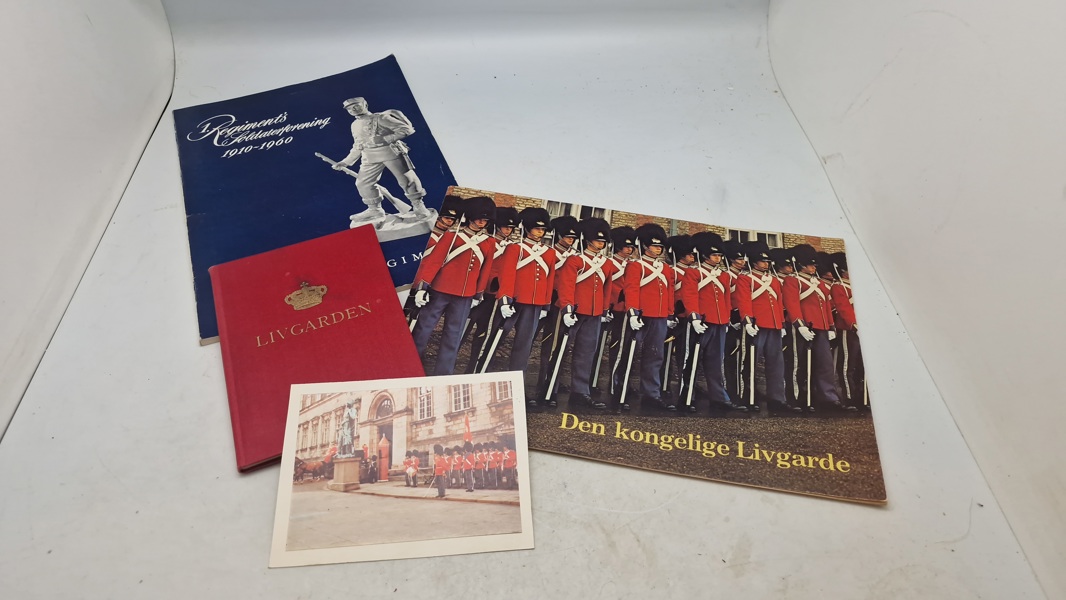 1. Regiments
Soldaterforening
1910-1960
GIM
LIVGARDEN
Den kongelige Livgarde